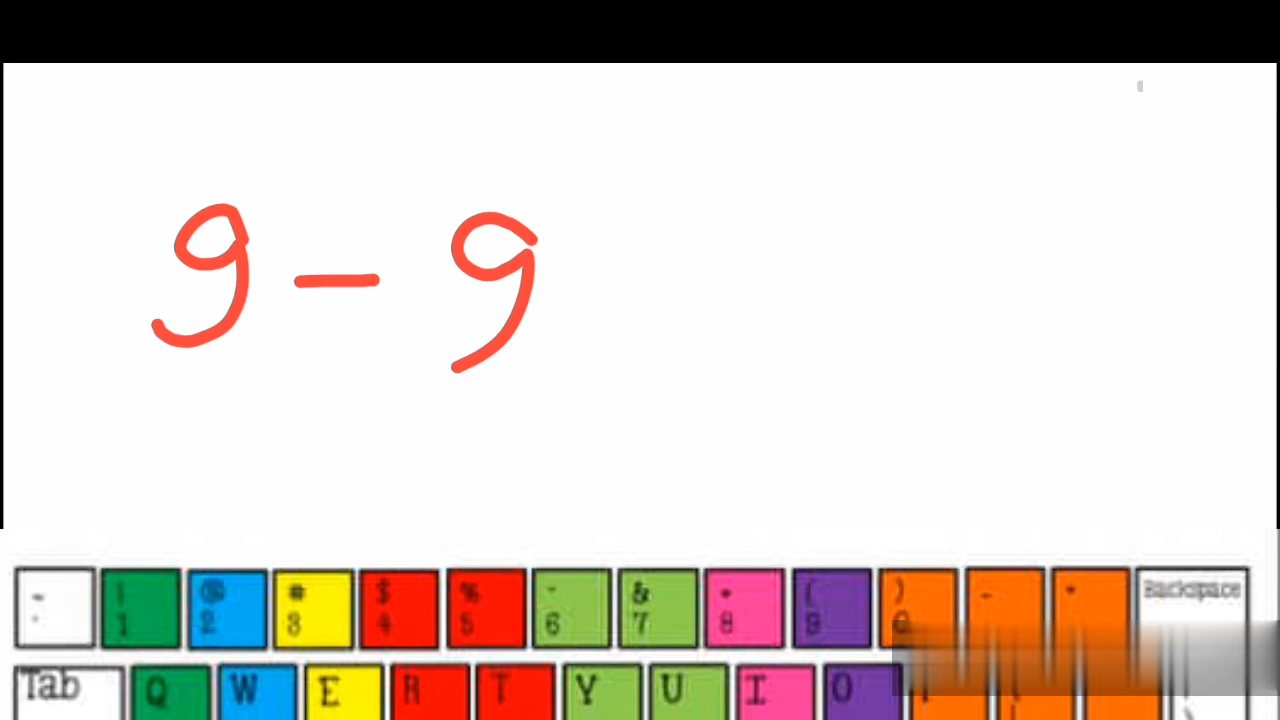 9 - 9
~ ! @ # $ % & * ( ) - + Backspace
1 2 3 4 5 6 7 8 9 0
Tab Q W E R T Y U I O